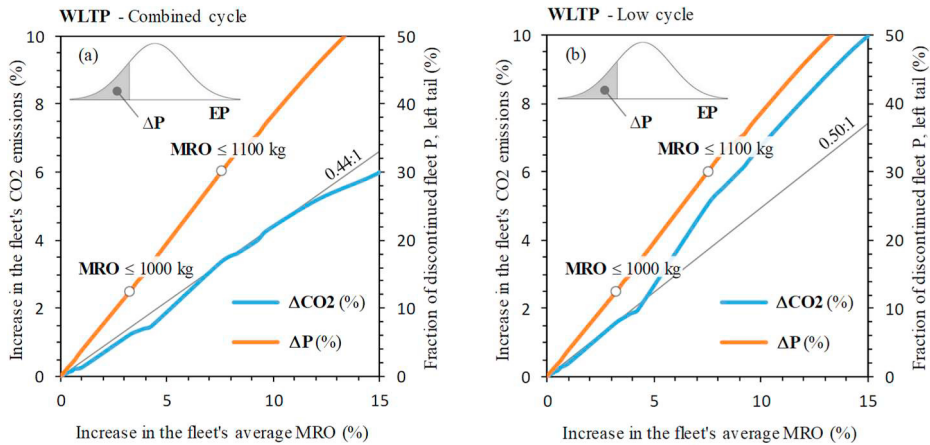 WLTP - Combined cycle
(a)
ΔP
EP
MRO ≤ 1100 kg
MRO ≤ 1000 kg
0.44:1
ΔCO2 (%)
ΔP (%)
Increase in the fleet's CO2 emissions (%)
10
8
6
4
2
0
Fraction of discontinued fleet P, left tail (%)
50
40
30
20
10
0
0
5
10
15
Increase in the fleet's average MRO (%)
WLTP - Low cycle
(b)
ΔP
EP
MRO ≤ 1100 kg
MRO ≤ 1000 kg
0.50:1
ΔCO2 (%)
ΔP (%)
Increase in the fleet's CO2 emissions (%)
10
8
6
4
2
0
Fraction of discontinued fleet P, left tail (%)
50
40
30
20
10
0
0
5
10
15
Increase in the fleet's average MRO (%)